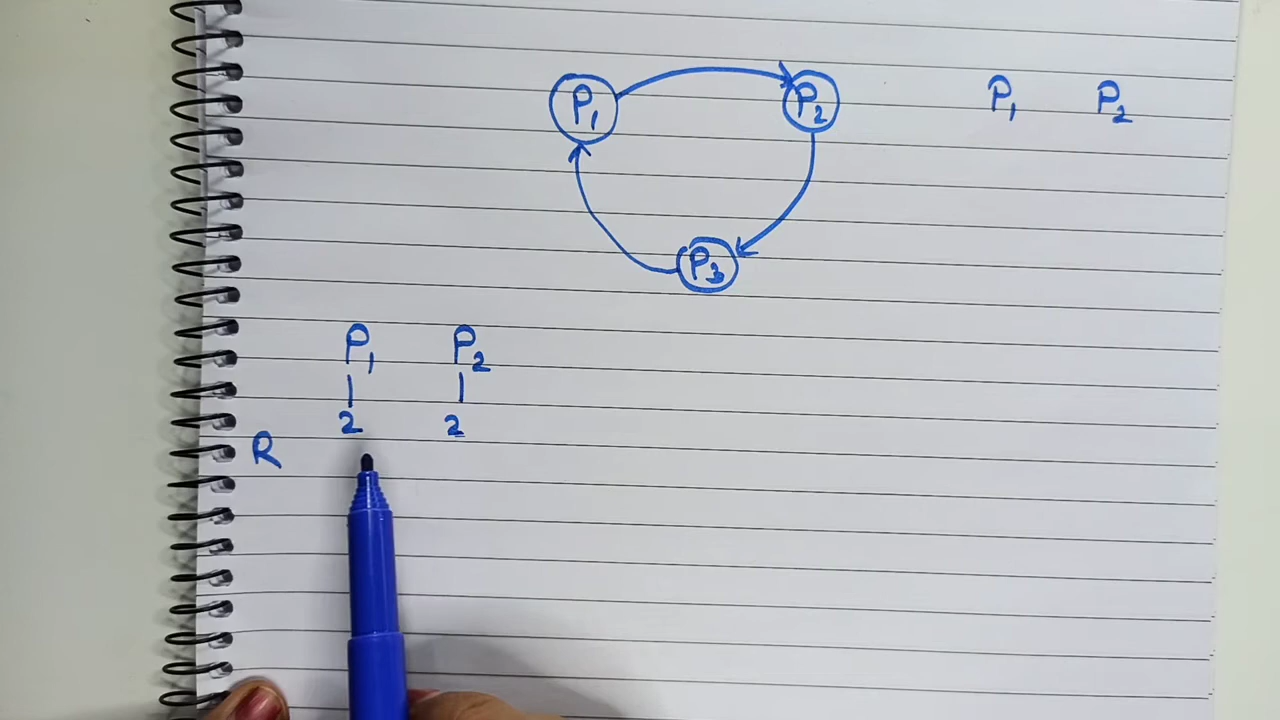 P₁ P₂ P₁ P₂
P₃
P₁ P₂
2 2
R